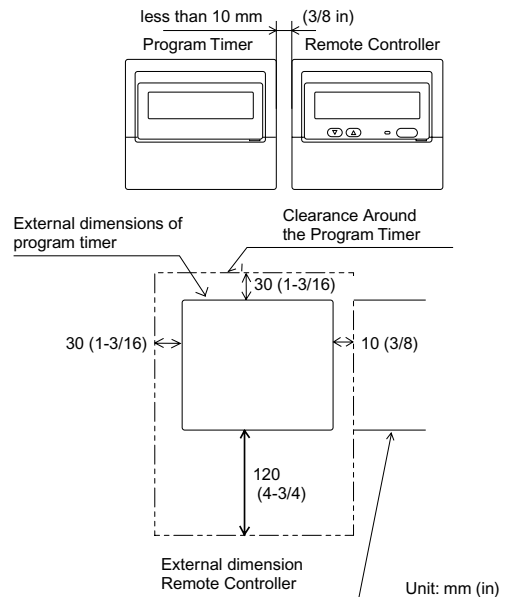 less than 10 mm (3/8 in)
Program Timer Remote Controller
External dimensions of
program timer
Clearance Around
the Program Timer
30 (1-3/16)
30 (1-3/16)
10 (3/8)
120
(4-3/4)
External dimension
Remote Controller
Unit: mm (in)